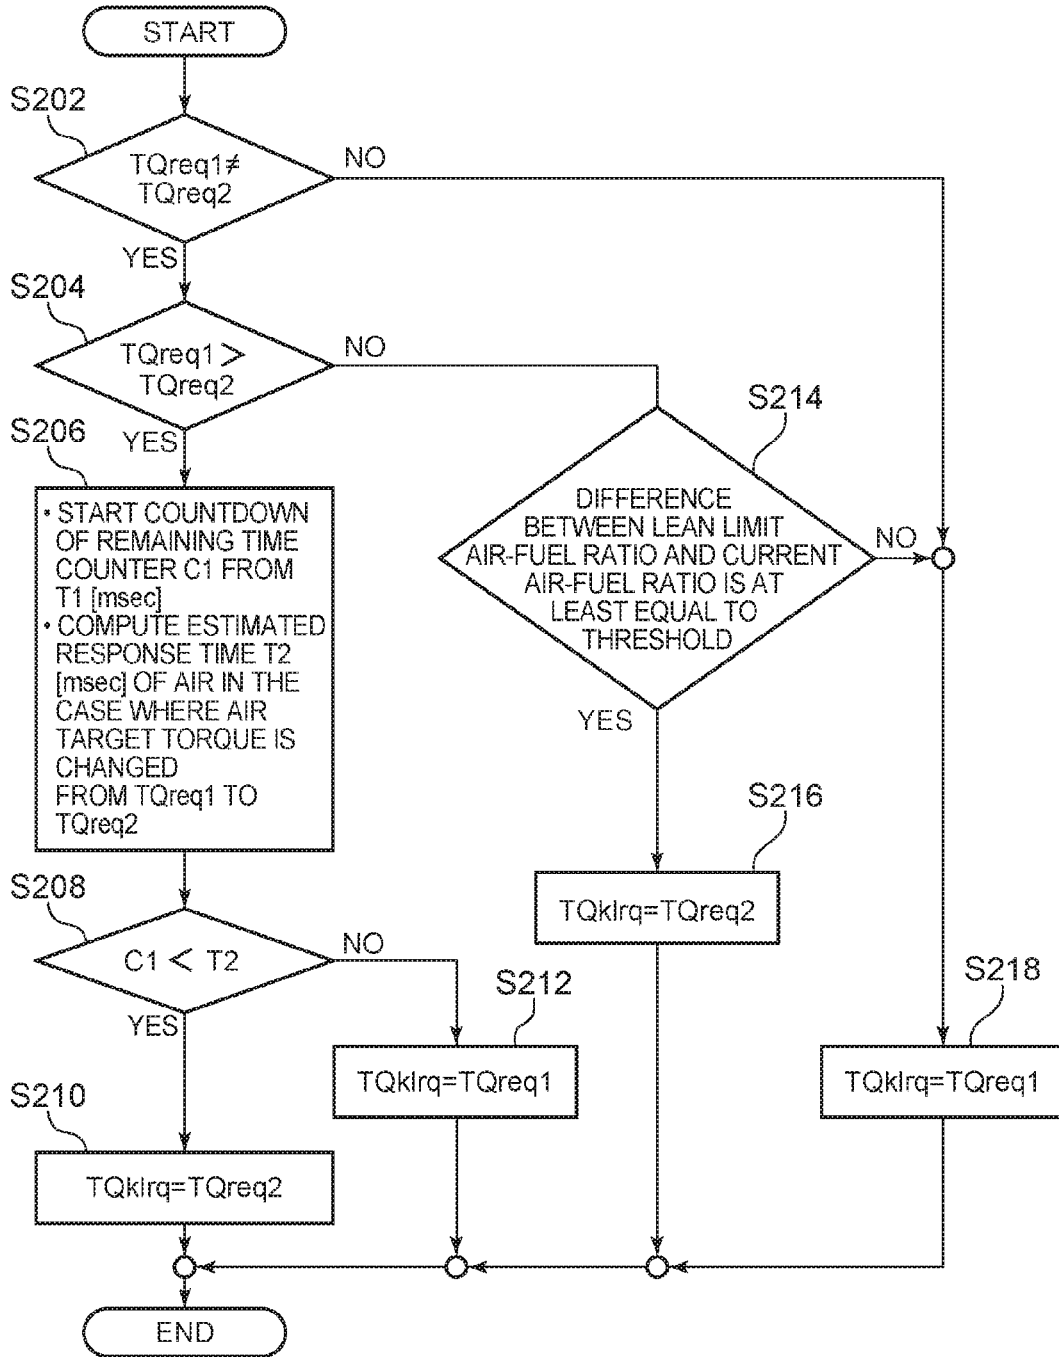 START
S202
TQreq1≠
TQreq2
NO
YES
S204
TQreq1 >
TQreq2
NO
YES
S206
• START COUNTDOWN
OF REMAINING TIME
COUNTER C1 FROM
T1 [msec]
• COMPUTE ESTIMATED
RESPONSE TIME T2
[msec] OF AIR IN THE
CASE WHERE AIR
TARGET TORQUE IS
CHANGED
FROM TQreq1 TO
TQreq2
S214
DIFFERENCE
BETWEEN LEAN LIMIT
AIR-FUEL RATIO AND CURRENT
AIR-FUEL RATIO IS AT
LEAST EQUAL TO
THRESHOLD
NO
YES
S216
TQklrq=TQreq2
S208
C1 < T2
NO
YES
S212
TQklrq=TQreq1
S218
TQklrq=TQreq1
S210
TQklrq=TQreq2
END